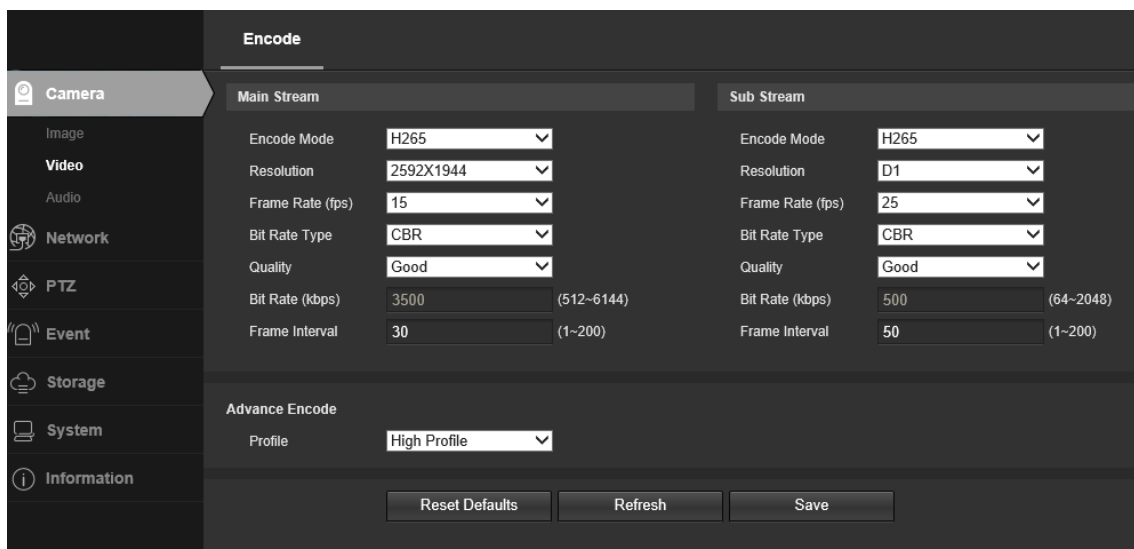 Encode
Camera
Image
Video
Audio
Network
PTZ
Event
Storage
System
Information
Main Stream
Encode Mode H265
Resolution 2592X1944
Frame Rate (fps) 15
Bit Rate Type CBR
Quality Good
Bit Rate (kbps) 3500 (512~6144)
Frame Interval 30 (1~200)
Sub Stream
Encode Mode H265
Resolution D1
Frame Rate (fps) 25
Bit Rate Type CBR
Quality Good
Bit Rate (kbps) 500 (64~2048)
Frame Interval 50 (1~200)
Advance Encode
Profile High Profile
Reset Defaults Refresh Save